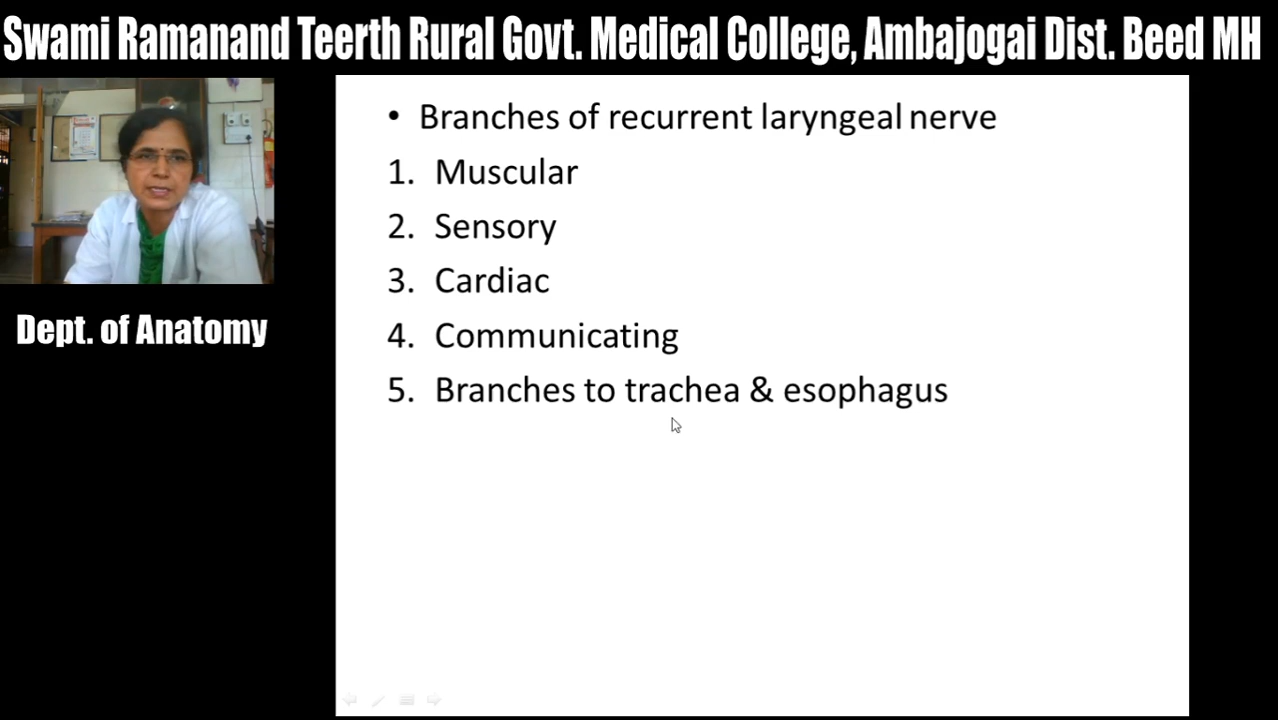 Swami Ramanand Teerth Rural Govt. Medical College, Ambajogai Dist. Beed MH
• Branches of recurrent laryngeal nerve
1. Muscular
2. Sensory
3. Cardiac
4. Communicating
5. Branches to trachea & esophagus
Dept. of Anatomy